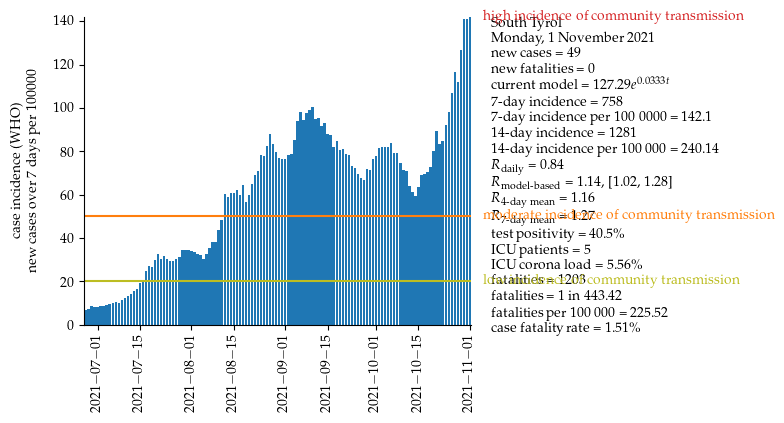 high incidence of community transmission
South Tyrol
Monday, 1 November 2021
new cases = 49
new fatalities = 0
current model = 127.29e^0.0333t
7-day incidence = 758
7-day incidence per 100 0000 = 142.1
14-day incidence = 1281
14-day incidence per 100 000 = 240.14
R_daily = 0.84
R_model-based = 1.14, [1.02, 1.28]
R_4-day mean = 1.16
R_7-day mean = 1.27
moderate incidence of community transmission
test positivity = 40.5%
ICU patients = 5
ICU corona load = 5.56%
fatalities = 1203
low incidence of community transmission
fatalities = 1 in 443.42
fatalities per 100 000 = 225.52
case fatality rate = 1.51%
case incidence (WHO)
new cases over 7 days per 100000
140
120
100
80
60
40
20
0
2021−07−01
2021−07−15
2021−08−01
2021−08−15
2021−09−01
2021−09−15
2021−10−01
2021−10−15
2021−11−01